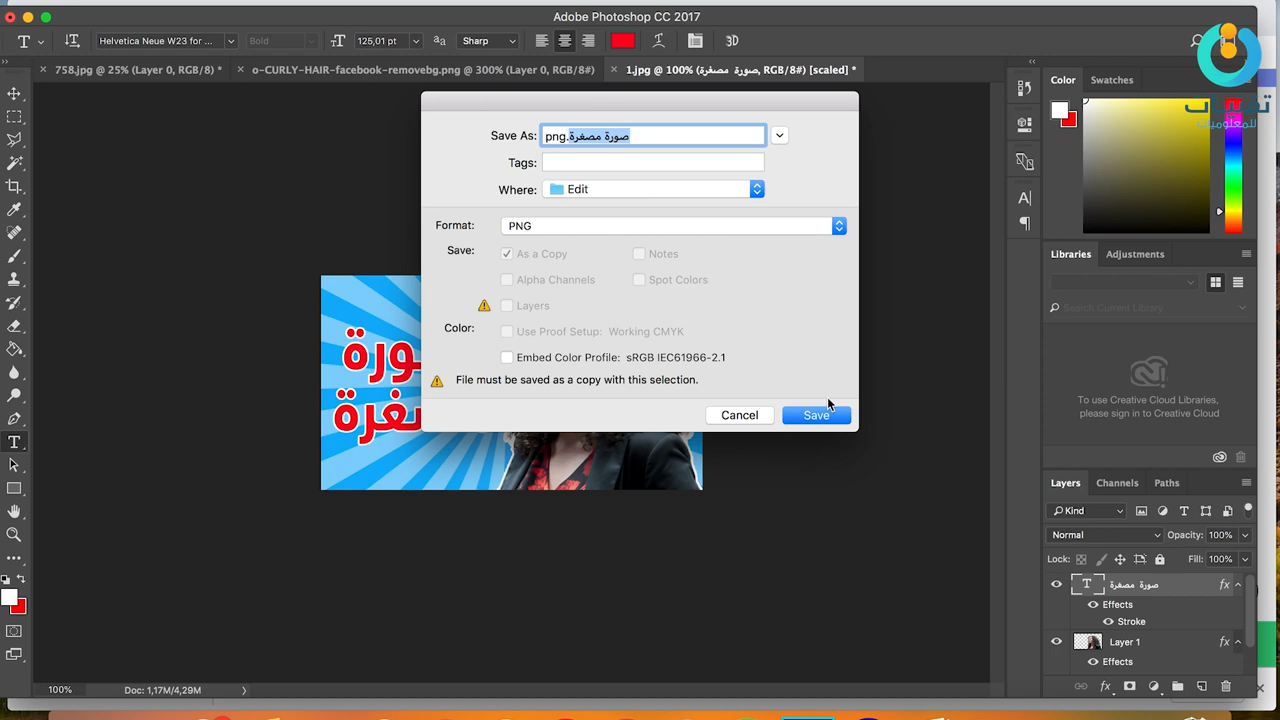 Adobe Photoshop CC 2017
Helvetica Neue W23 for ...
Bold
125,01 pt
Sharp
3D
758.jpg @ 25% (Layer 0, RGB/8) *
o-CURLY-HAIR-facebook-removebg.png @ 300% (Layer 0, RGB/8#)
1.jpg @ 100% (صورة مصغرة, RGB/8#) [scaled] *
Save As:
صورة مصغرة.png
Tags:
Where:
Edit
Format:
PNG
Save:
As a Copy
Notes
Alpha Channels
Spot Colors
Layers
Color:
Use Proof Setup: Working CMYK
Embed Color Profile: sRGB IEC61966-2.1
File must be saved as a copy with this selection.
Cancel
Save
Color
Swatches
Libraries
Adjustments
Search Current Library
To use Creative Cloud Libraries,
please sign in to Creative Cloud
Layers
Channels
Paths
Kind
Normal
Opacity: 100%
Lock:
Fill: 100%
صورة مصغرة
fx
Effects
Stroke
Layer 1
fx
Effects
100%
Doc: 1,17M/4,29M
للمعلوميات